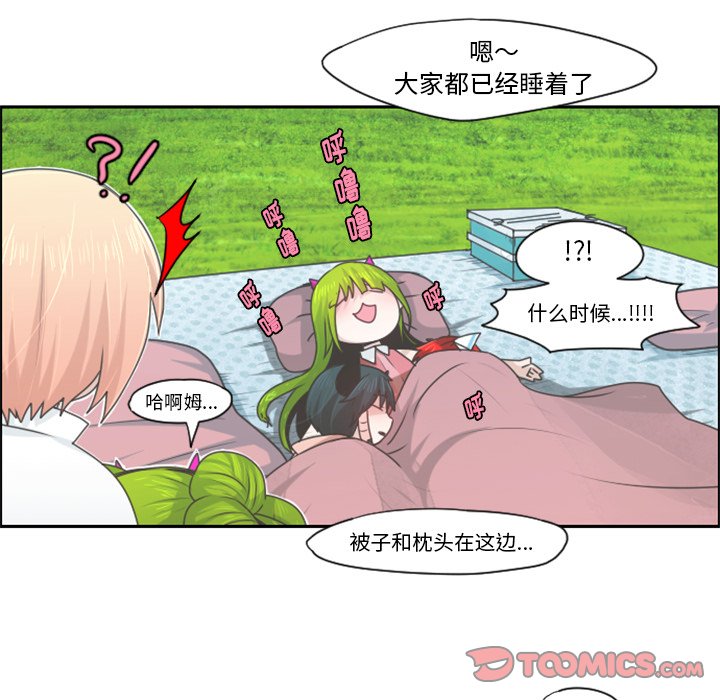 嗯～
大家都已经睡着了
?!
呼噜噜
呼噜
呼噜
呼
呼
!?!
什么时候...!!!!
哈啊姆...
被子和枕头在这边...
TOOMICS.com